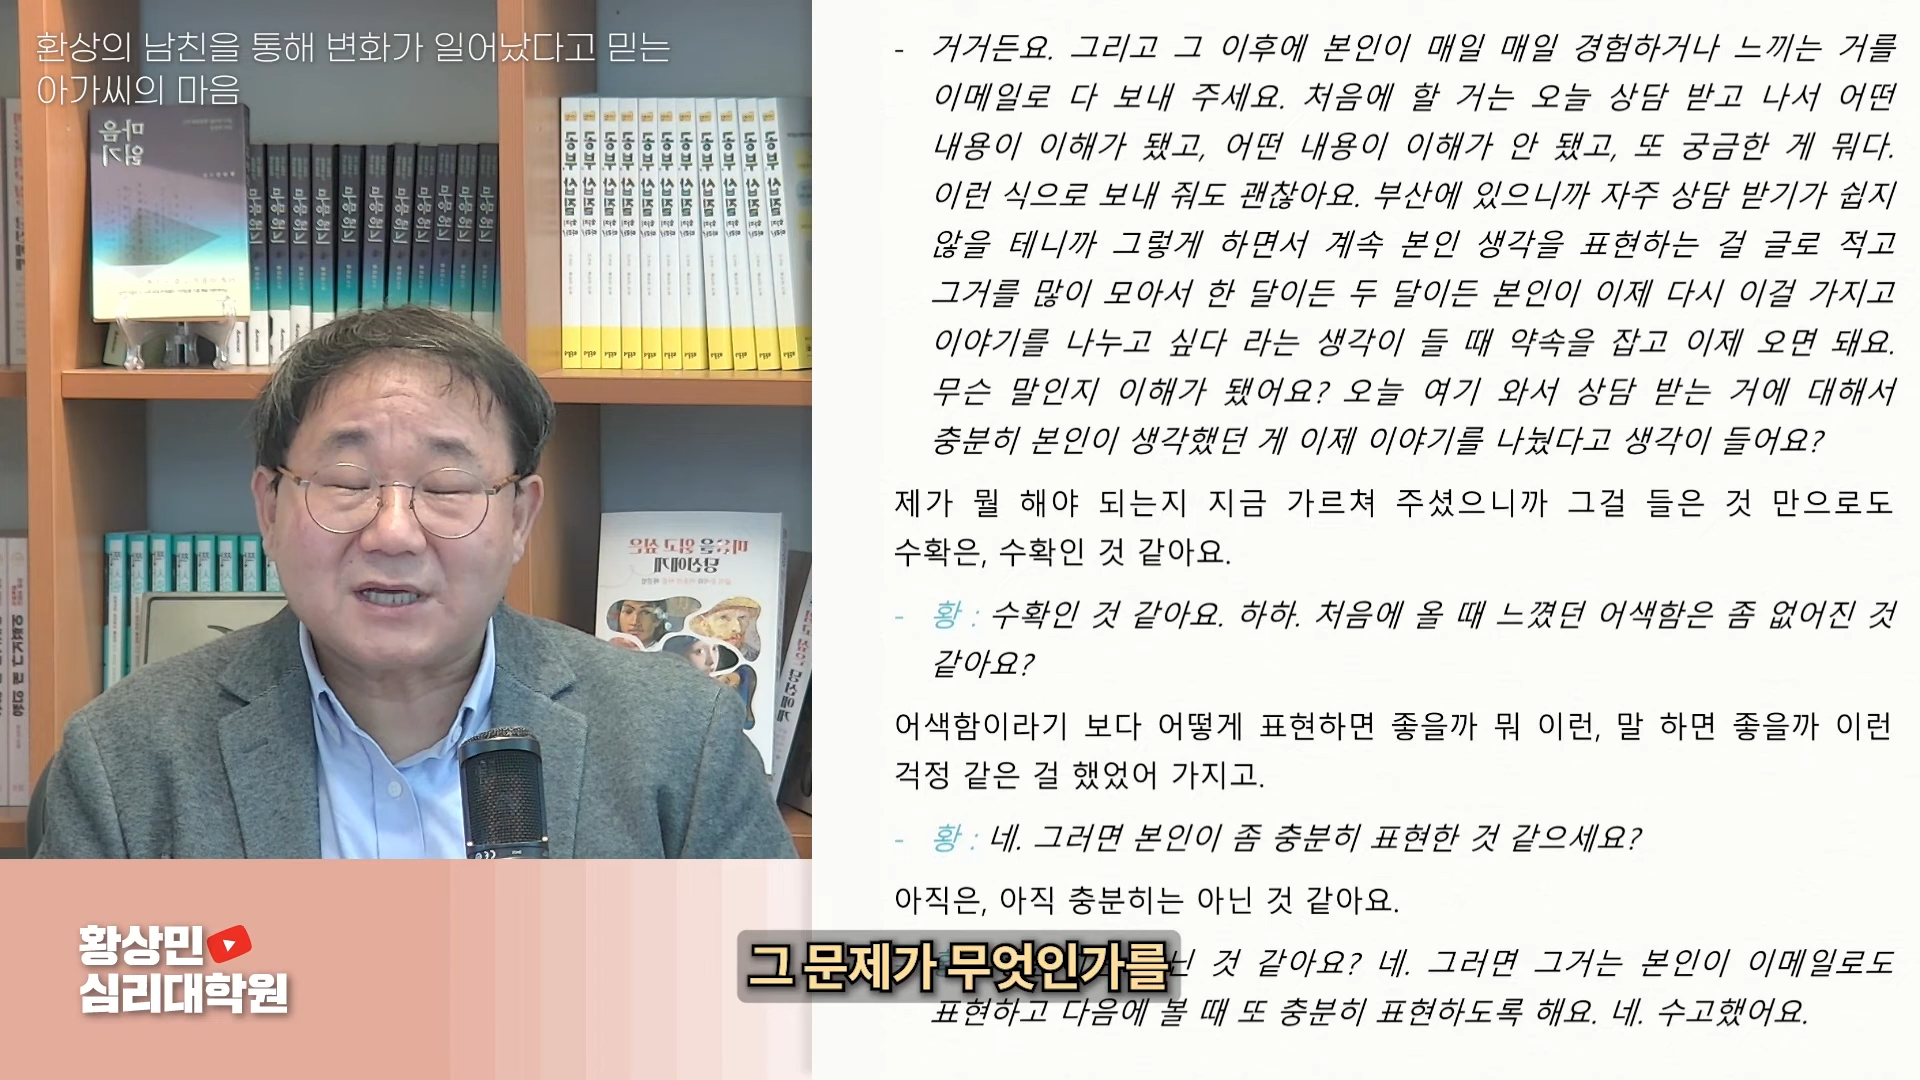 환상의 남친을 통해 변화가 일어났다고 믿는
아가씨의 마음
마음
읽기
마음을 읽고 싶은
당신에게
황상민
심리대학원
- 거거든요. 그리고 그 이후에 본인이 매일 매일 경험하거나 느끼는 거를
이메일로 다 보내 주세요. 처음에 할 거는 오늘 상담 받고 나서 어떤
내용이 이해가 됐고, 어떤 내용이 이해가 안 됐고, 또 궁금한 게 뭐다.
이런 식으로 보내 줘도 괜찮아요. 부산에 있으니까 자주 상담 받기가 쉽지
않을 테니까 그렇게 하면서 계속 본인 생각을 표현하는 걸 글로 적고
그거를 많이 모아서 한 달이든 두 달이든 본인이 이제 다시 이걸 가지고
이야기를 나누고 싶다 라는 생각이 들 때 약속을 잡고 이제 오면 돼요.
무슨 말인지 이해가 됐어요? 오늘 여기 와서 상담 받는 거에 대해서
충분히 본인이 생각했던 게 이제 이야기를 나눴다고 생각이 들어요?
제가 뭘 해야 되는지 지금 가르쳐 주셨으니까 그걸 들은 것 만으로도
수확은, 수확인 것 같아요.
- 황 : 수확인 것 같아요. 하하. 처음에 올 때 느꼈던 어색함은 좀 없어진 것
같아요?
어색함이라기 보다 어떻게 표현하면 좋을까 뭐 이런, 말 하면 좋을까 이런
걱정 같은 걸 했었어 가지고.
- 황 : 네. 그러면 본인이 좀 충분히 표현한 것 같으세요?
아직은, 아직 충분히는 아닌 것 같아요.
것 같아요? 네. 그러면 그거는 본인이 이메일로도
표현하고 다음에 볼 때 또 충분히 표현하도록 해요. 네. 수고했어요.
그 문제가 무엇인가를